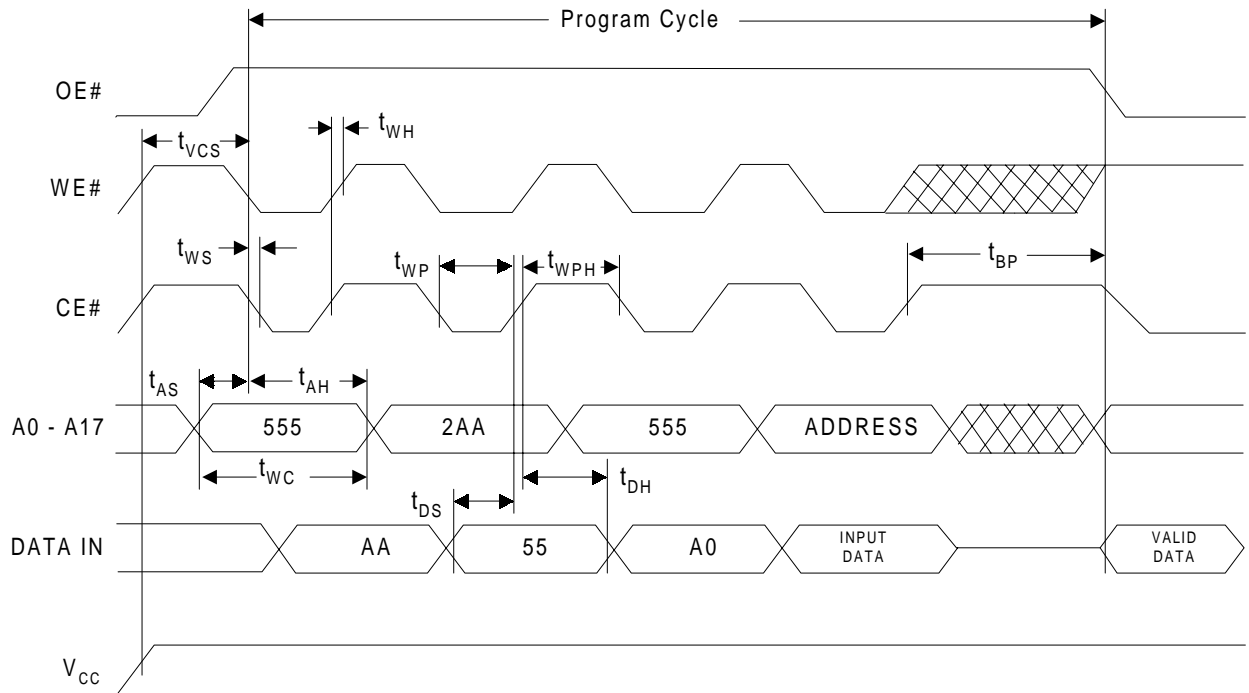 Program Cycle
OE#
tWH
tVCS
WE#
tWS
tWP
tWPH
tBP
CE#
tAS
tAH
A0 - A17
555
2AA
555
ADDRESS
tWC
tDS
tDH
DATA IN
AA
55
A0
INPUT
DATA
VALID
DATA
VCC